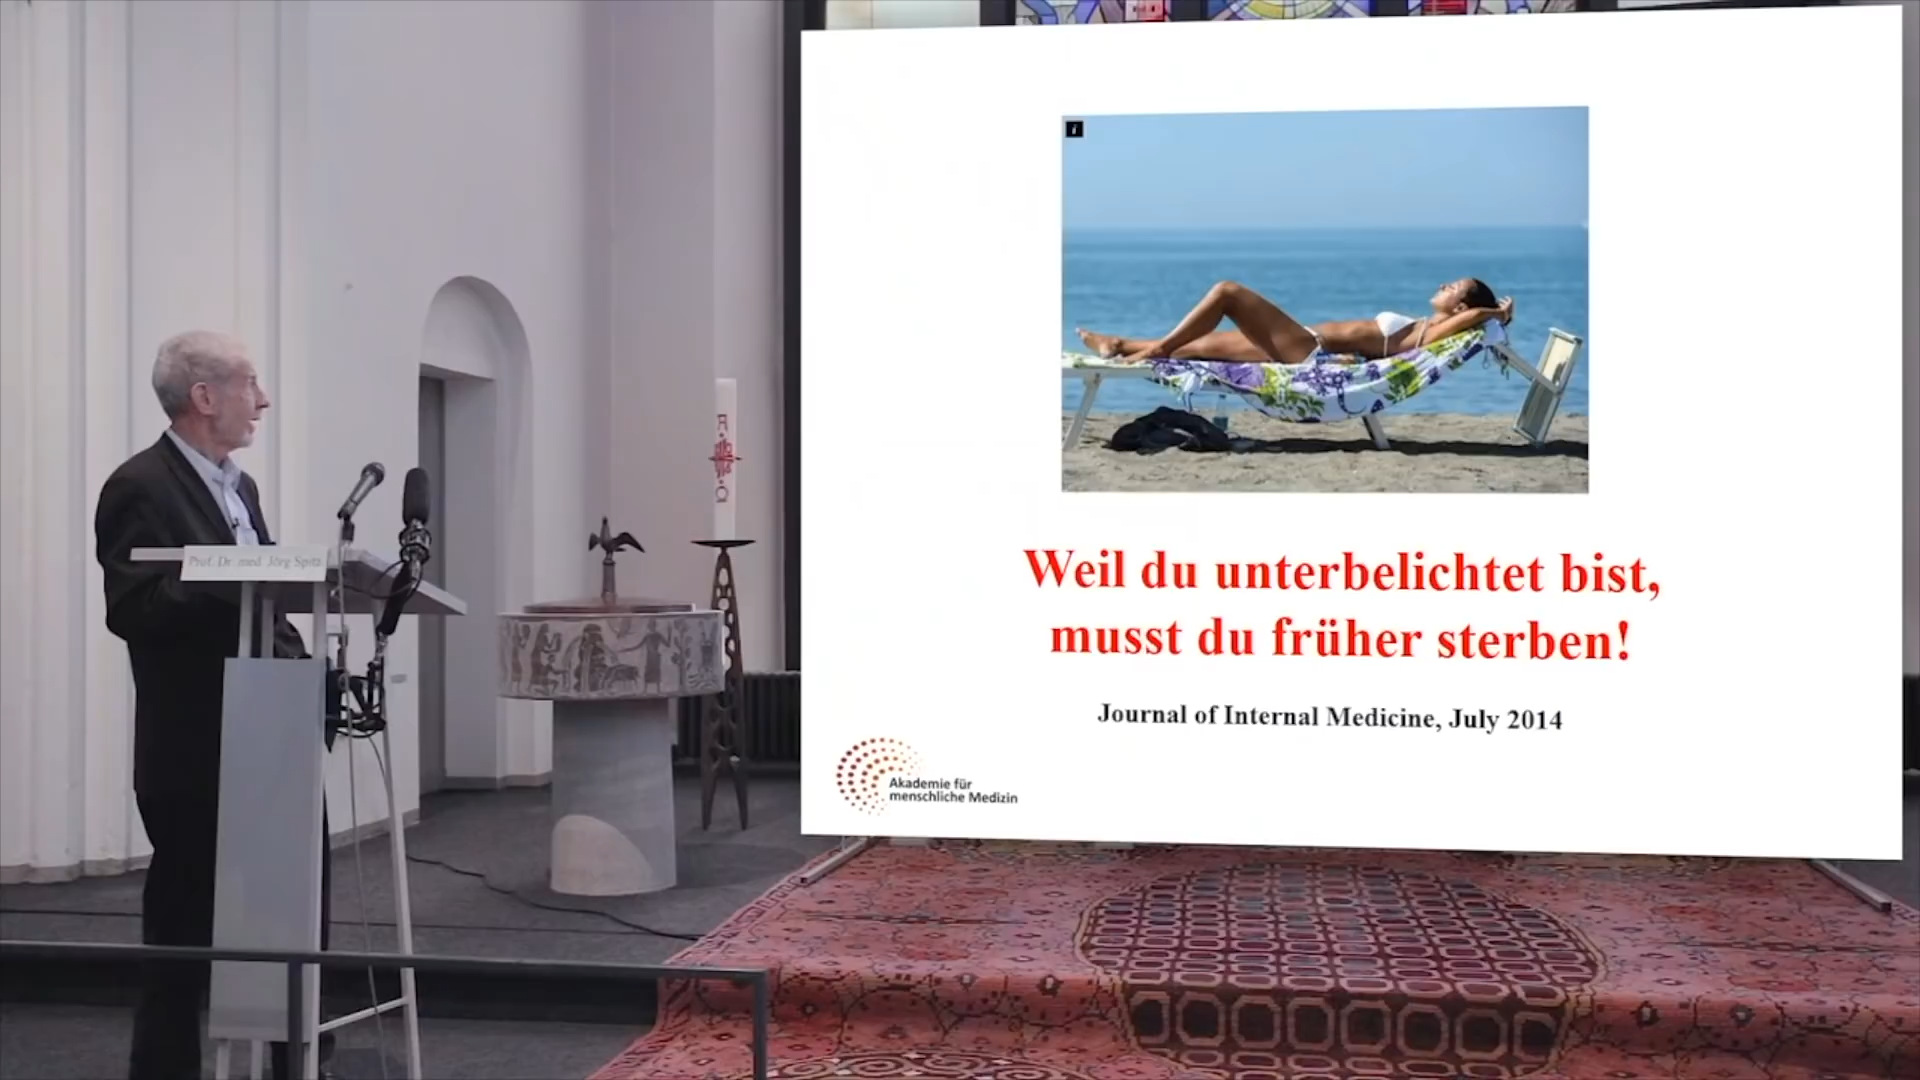 Prof. Dr. med. Jörg Spitz
A
Ω
i
Weil du unterbelichtet bist,
musst du früher sterben!
Journal of Internal Medicine, July 2014
Akademie für
menschliche Medizin